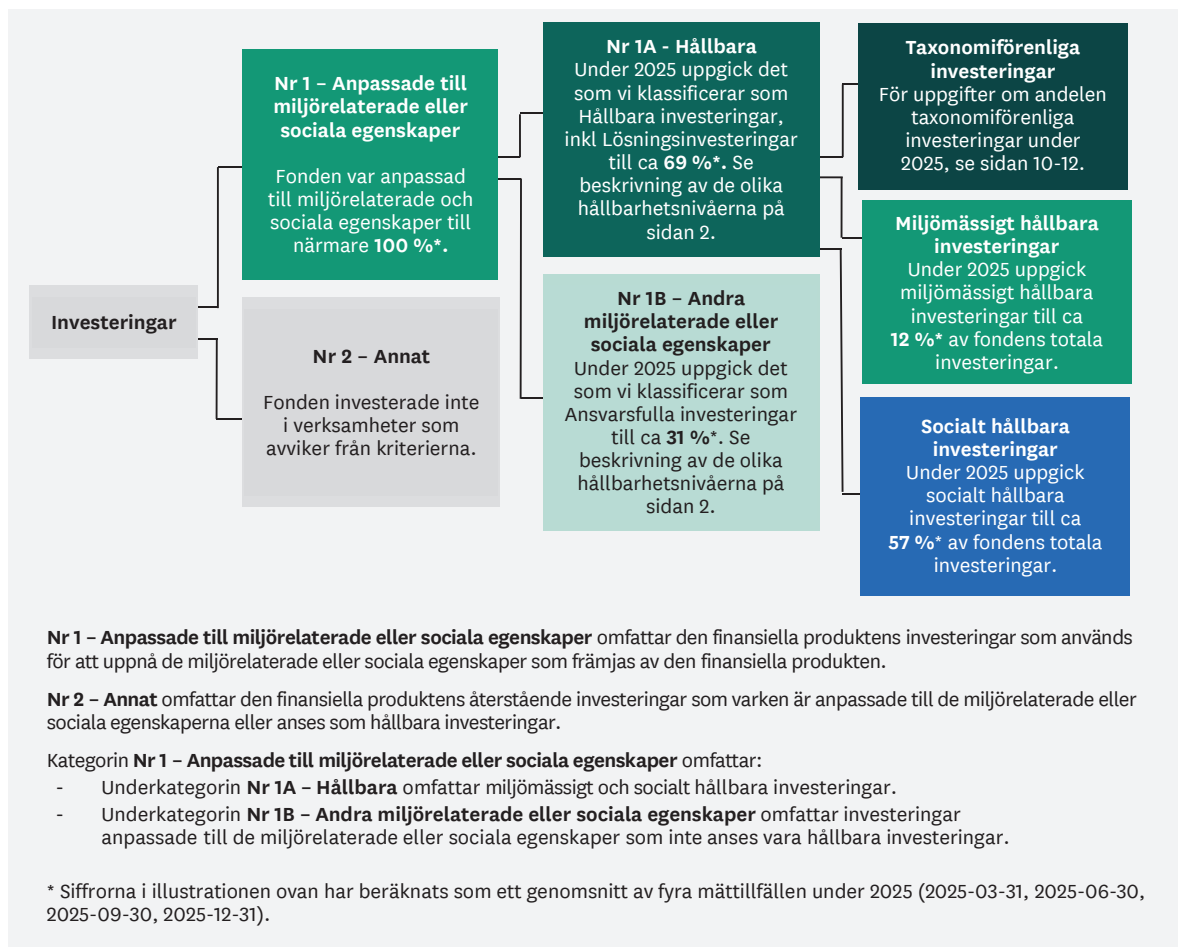 Investeringar
Nr 1 – Anpassade till
miljörelaterade eller
sociala egenskaper
Fonden var anpassad
till miljörelaterade och
sociala egenskaper till
närmare 100 %*.
Nr 2 – Annat
Fonden investerade inte
i verksamheter som
avviker från kriterierna.
Nr 1A - Hållbara
Under 2025 uppgick det
som vi klassificerar som
Hållbara investeringar,
inkl Lösningsinvesteringar
till ca 69 %*. Se
beskrivning av de olika
hållbarhetsnivåerna på
sidan 2.
Nr 1B – Andra
miljörelaterade eller
sociala egenskaper
Under 2025 uppgick det
som vi klassificerar som
Ansvarsfulla investeringar
till ca 31 %*. Se
beskrivning av de olika
hållbarhetsnivåerna på
sidan 2.
Taxonomiförenliga
investeringar
För uppgifter om andelen
taxonomiförenliga
investeringar under
2025, se sidan 10-12.
Miljömässigt hållbara
investeringar
Under 2025 uppgick
miljömässigt hållbara
investeringar till ca
12 %* av fondens totala
investeringar.
Socialt hållbara
investeringar
Under 2025 uppgick
socialt hållbara
investeringar till ca
57 %* av fondens totala
investeringar.
Nr 1 – Anpassade till miljörelaterade eller sociala egenskaper omfattar den finansiella produktens investeringar som används
för att uppnå de miljörelaterade eller sociala egenskaper som främjas av den finansiella produkten.
Nr 2 – Annat omfattar den finansiella produktens återstående investeringar som varken är anpassade till de miljörelaterade eller
sociala egenskaperna eller anses som hållbara investeringar.
Kategorin Nr 1 – Anpassade till miljörelaterade eller sociala egenskaper omfattar:
- Underkategorin Nr 1A – Hållbara omfattar miljömässigt och socialt hållbara investeringar.
- Underkategorin Nr 1B – Andra miljörelaterade eller sociala egenskaper omfattar investeringar
anpassade till de miljörelaterade eller sociala egenskaper som inte anses vara hållbara investeringar.
* Siffrorna i illustrationen ovan har beräknats som ett genomsnitt av fyra mättillfällen under 2025 (2025-03-31, 2025-06-30,
2025-09-30, 2025-12-31).